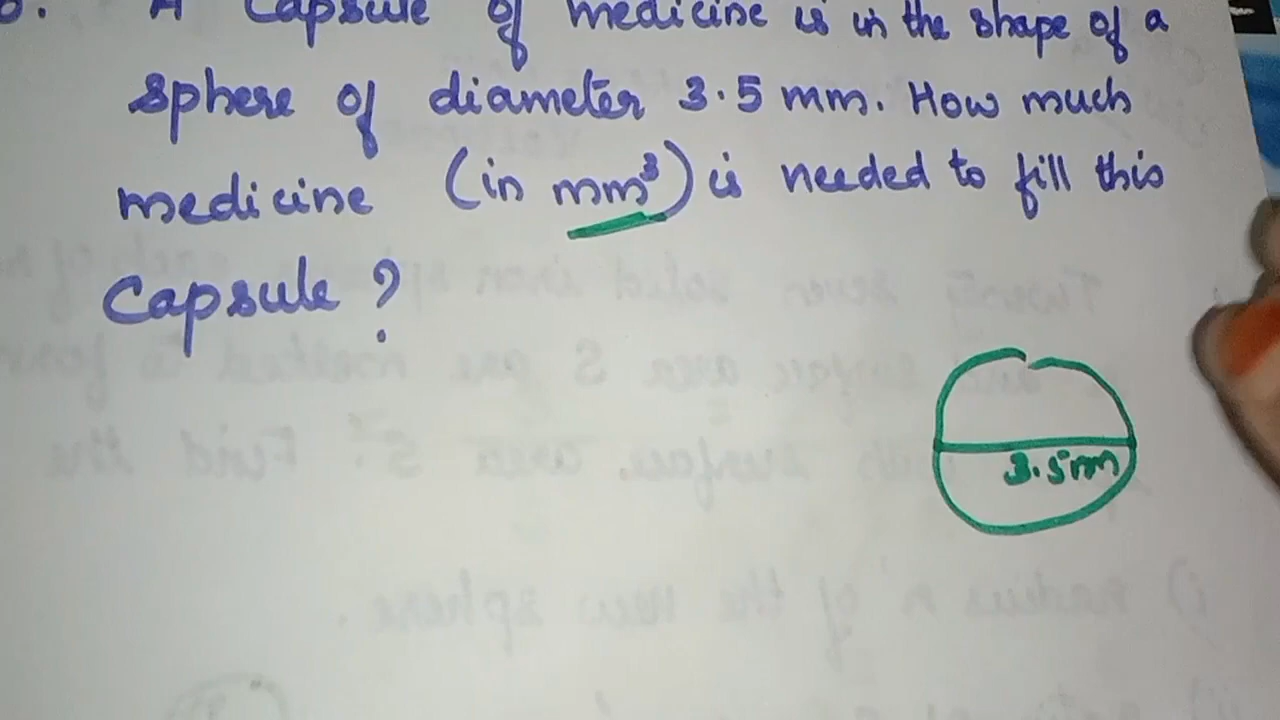 A Capsule of medicine is in the shape of a
sphere of diameter 3.5 mm. How much
medicine (in mm³) is needed to fill this
Capsule ?
3.5mm